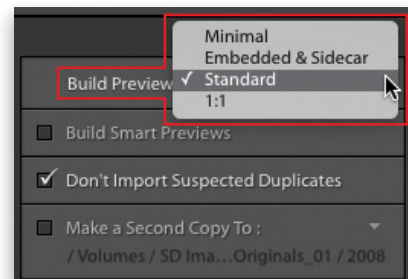 Minimal
Embedded & Sidecar
Build Preview ✓ Standard
1:1
Build Smart Previews
Don't Import Suspected Duplicates
Make a Second Copy To :
/ Volumes / SD Ima...Originals_01 / 2008